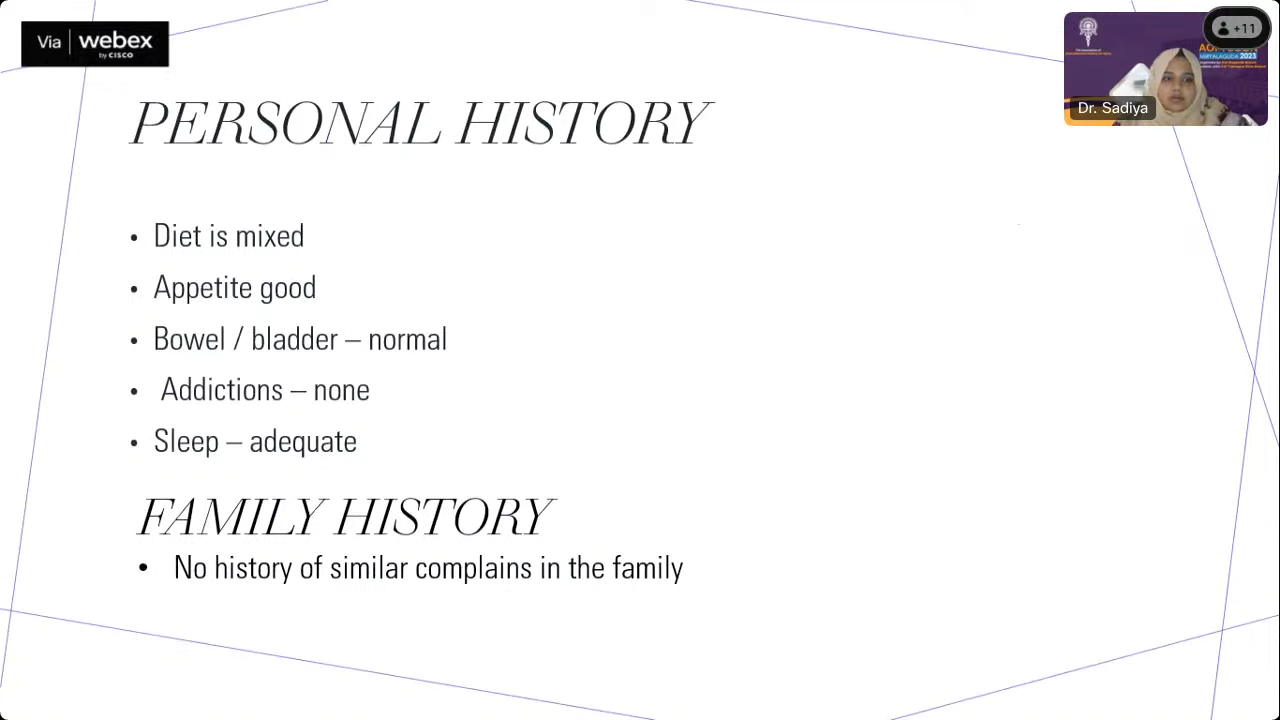 Via webex
by CISCO
+11
2023
Dr. Sadiya
PERSONAL HISTORY
• Diet is mixed
• Appetite good
• Bowel / bladder – normal
• Addictions – none
• Sleep – adequate
FAMILY HISTORY
• No history of similar complains in the family